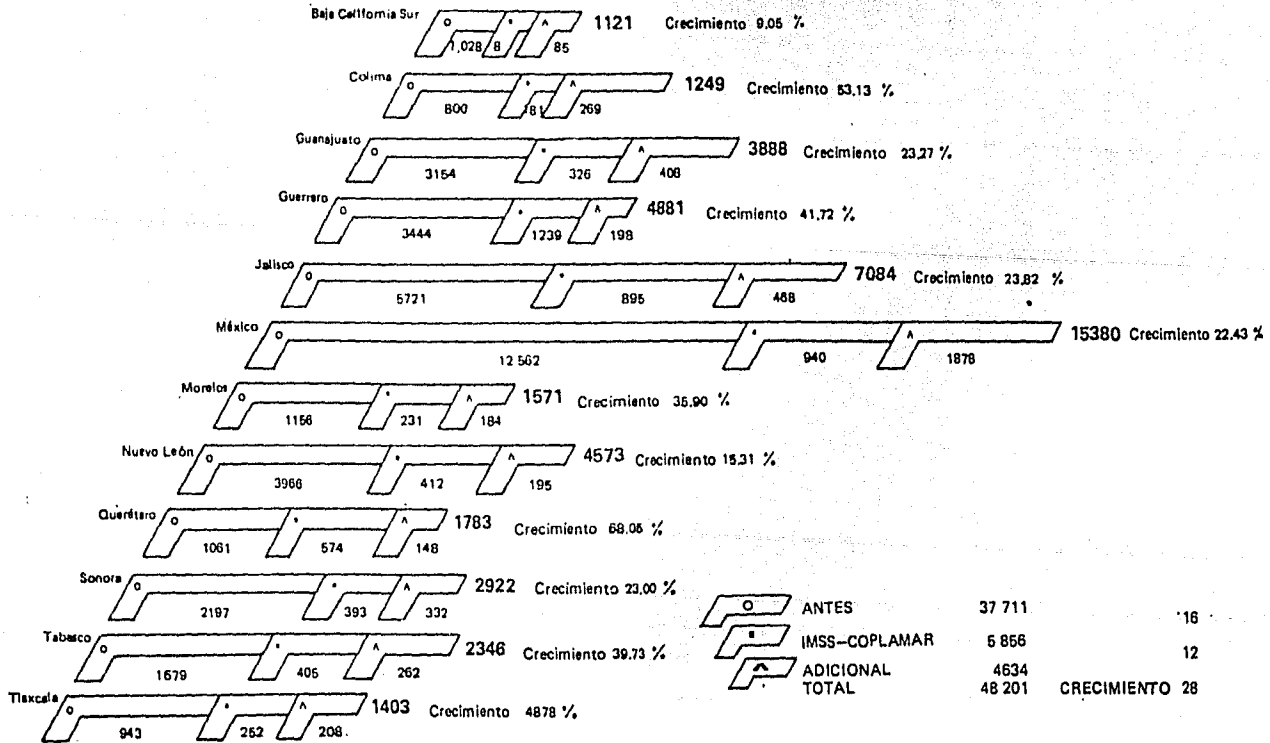 Baja California Sur 1121 Crecimiento 9,05 %
1,028 8 85
Colima 1249 Crecimiento 53,13 %
800 181 269
Guanajuato 3888 Crecimiento 23,27 %
3154 326 408
Guerrero 4881 Crecimiento 41,72 %
3444 1239 198
Jalisco 7084 Crecimiento 23,82 %
5721 895 468
México 15380 Crecimiento 22.43 %
12 562 940 1878
Morelos 1571 Crecimiento 35,90 %
1156 231 184
Nuevo León 4573 Crecimiento 15,31 %
3966 412 195
Querétaro 1783 Crecimiento 68,05 %
1061 574 148
Sonora 2922 Crecimiento 23,00 %
2197 393 332
Tabasco 2346 Crecimiento 39,73 %
1679 405 262
Tlaxcala 1403 Crecimiento 4878 %
943 252 208
O ANTES 37 711 16
IMSS-COPLAMAR 5 856 12
^ ADICIONAL 4634
TOTAL 48 201 CRECIMIENTO 28